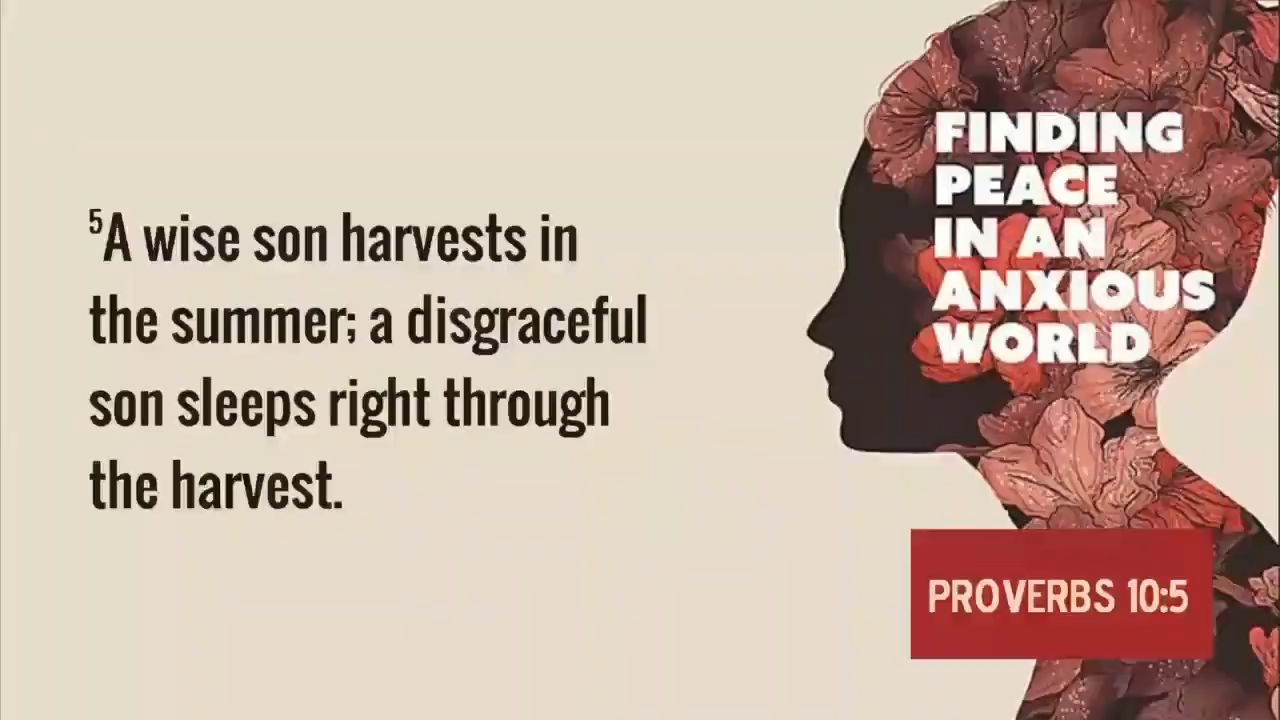 ⁵A wise son harvests in
the summer; a disgraceful
son sleeps right through
the harvest.
FINDING
PEACE
IN AN
ANXIOUS
WORLD
PROVERBS 10:5